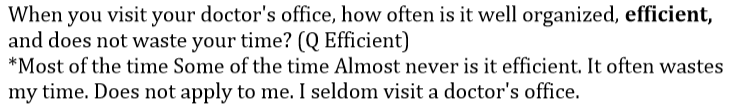 When you visit your doctor's office, how often is it well organized, efficient,
and does not waste your time? (Q Efficient)
*Most of the time Some of the time Almost never is it efficient. It often wastes
my time. Does not apply to me. I seldom visit a doctor's office.